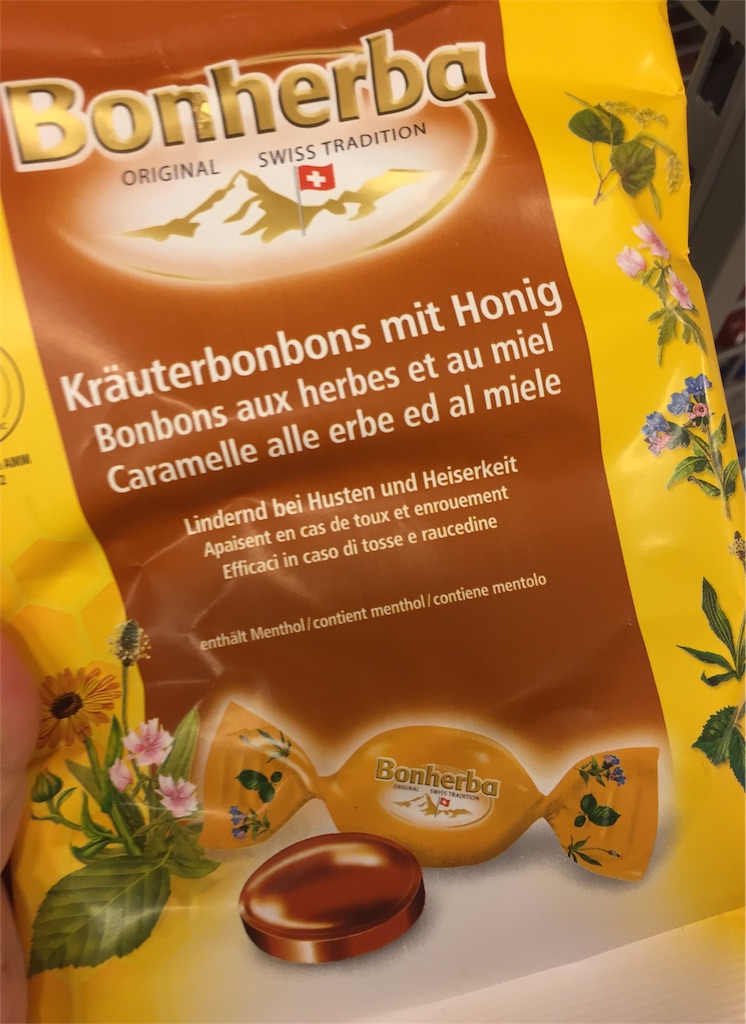 Bonherba
ORIGINAL SWISS TRADITION
Kräuterbonbons mit Honig
Bonbons aux herbes et au miel
Caramelle alle erbe ed al miele
Lindernd bei Husten und Heiserkeit
Apaisent en cas de toux et enrouement
Efficaci in caso di tosse e raucedine
enthält Menthol/contient menthol/contiene mentolo
Bonherba
ORIGINAL SWISS TRADITION